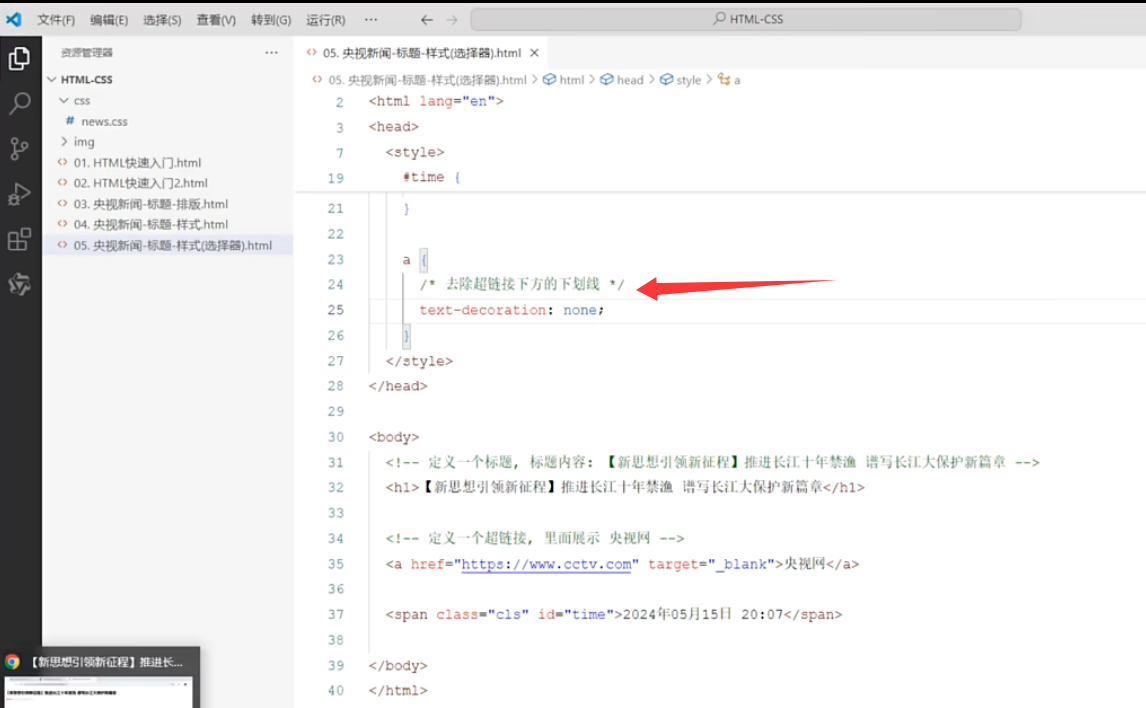 文件(F) 编辑(E) 选择(S) 查看(V) 转到(G) 运行(R) ··· HTML-CSS
资源管理器 ···
HTML-CSS
css
# news.css
img
01. HTML快速入门.html
02. HTML快速入门2.html
03. 央视新闻-标题-排版.html
04. 央视新闻-标题-样式.html
05. 央视新闻-标题-样式(选择器).html
05. 央视新闻-标题-样式(选择器).html
05. 央视新闻-标题-样式(选择器).html > html > head > style > a
2 <html lang="en">
3 <head>
7 <style>
19 #time {
21 }
22
23 a {
24 /* 去除超链接下方的下划线 */
25 text-decoration: none;
26 }
27 </style>
28 </head>
29
30 <body>
31 <!-- 定义一个标题, 标题内容: 【新思想引领新征程】推进长江十年禁渔 谱写长江大保护新篇章 -->
32 <h1>【新思想引领新征程】推进长江十年禁渔 谱写长江大保护新篇章</h1>
33
34 <!-- 定义一个超链接, 里面展示 央视网 -->
35 <a href="https://www.cctv.com" target="_blank">央视网</a>
36
37 <span class="cls" id="time">2024年05月15日 20:07</span>
38
39 </body>
40 </html>
【新思想引领新征程】推进长...